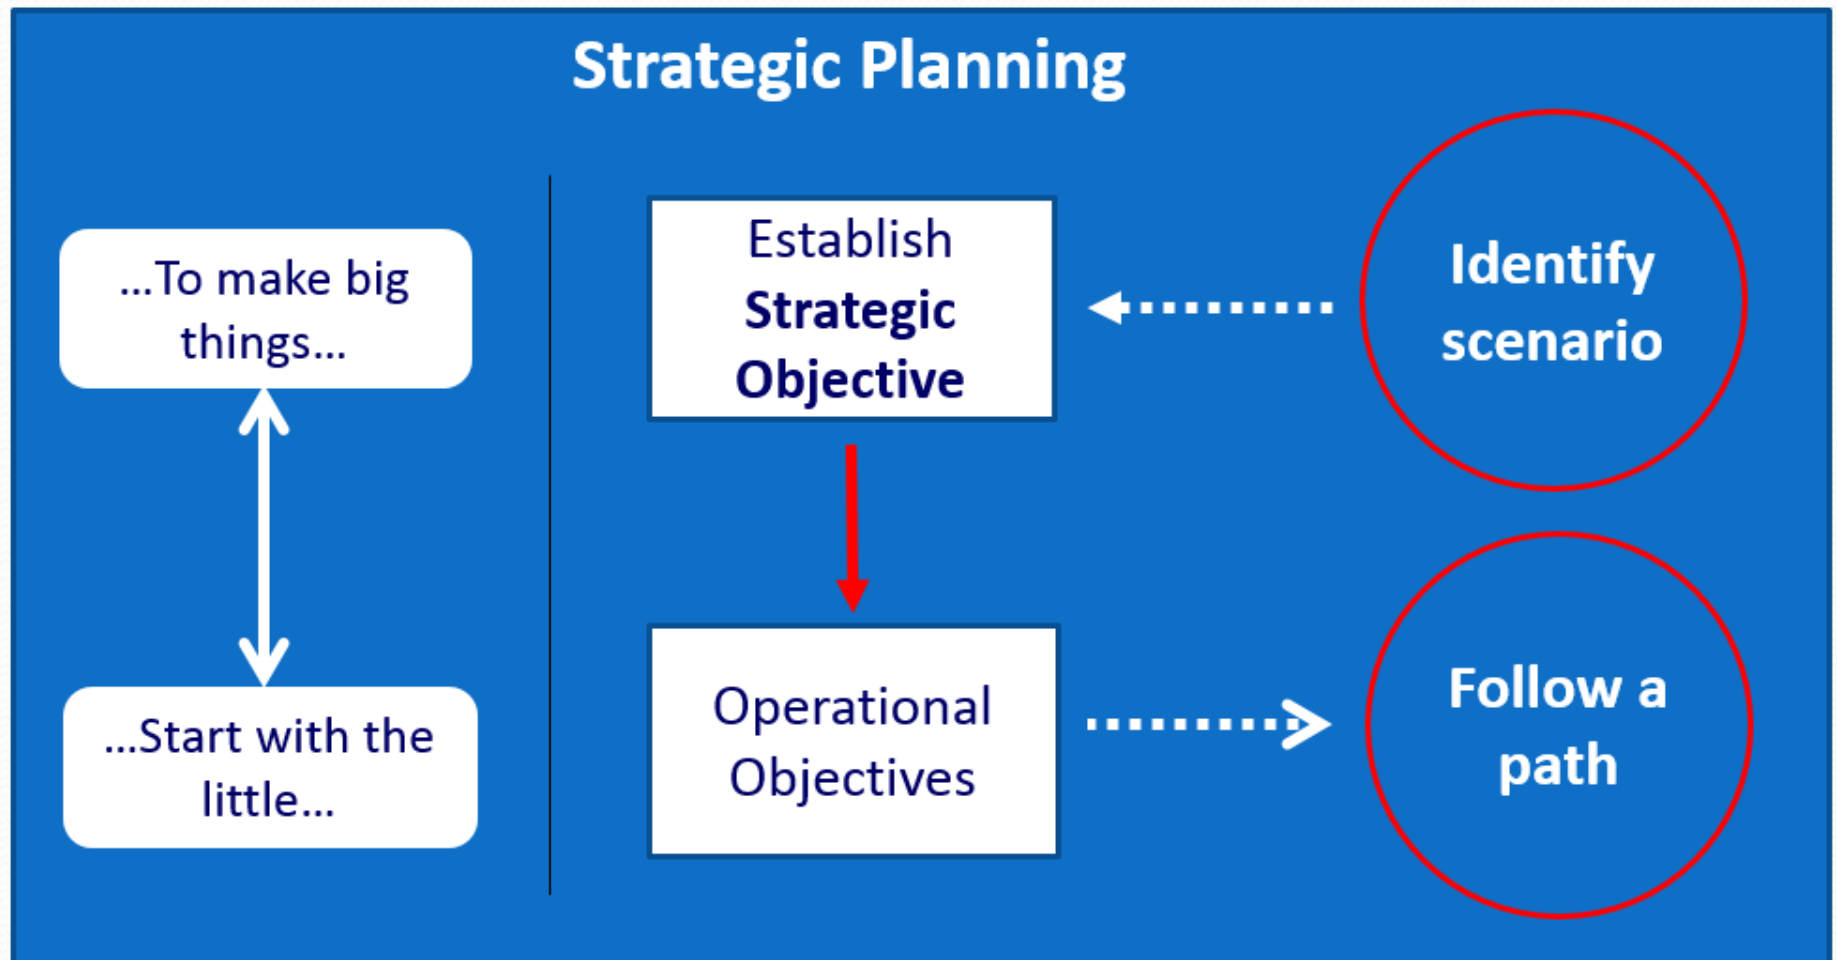 Strategic Planning
...To make big
things...
...Start with the
little...
Establish
Strategic
Objective
Operational
Objectives
Identify
scenario
Follow a
path